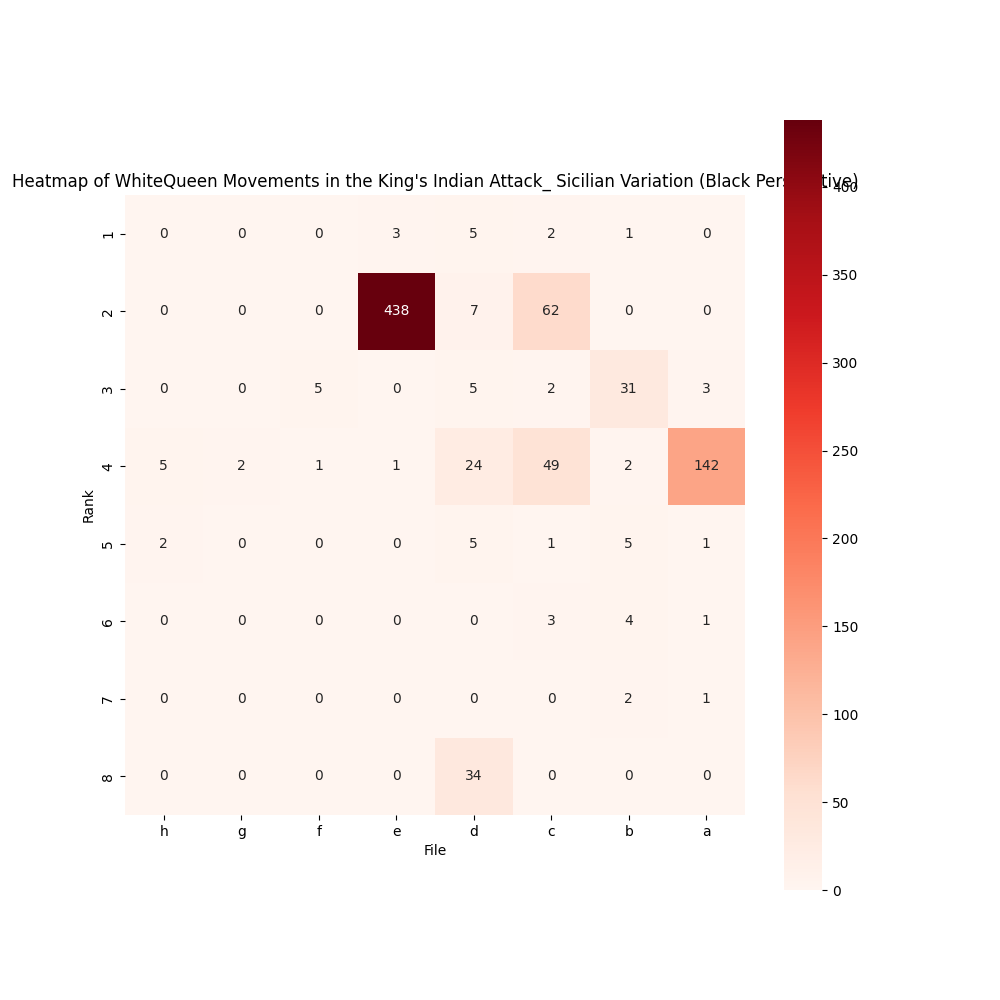 Heatmap of WhiteQueen Movements in the King's Indian Attack_ Sicilian Variation (Black Perspective)
1 0 0 0 3 5 2 1 0
2 0 0 0 438 7 62 0 0
3 0 0 5 0 5 2 31 3
4 5 2 1 1 24 49 2 142
5 2 0 0 0 5 1 5 1
6 0 0 0 0 0 3 4 1
7 0 0 0 0 0 0 2 1
8 0 0 0 0 34 0 0 0
h g f e d c b a
File
Rank
400
350
300
250
200
150
100
50
0